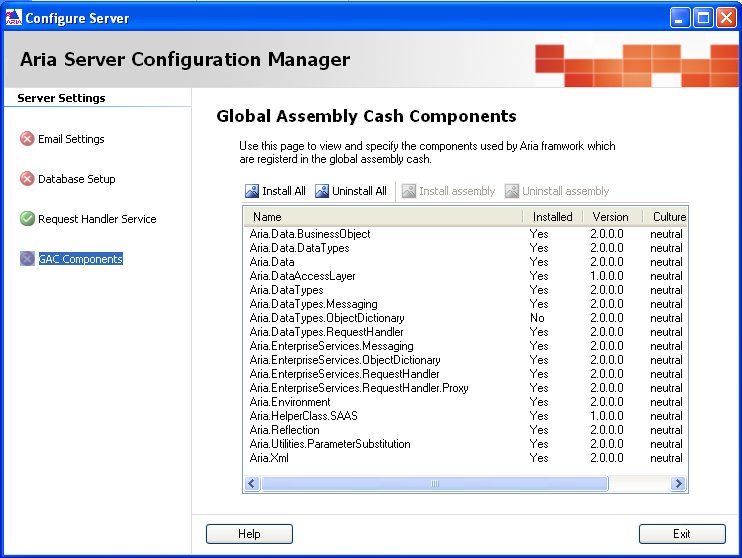 ARIA Configure Server
Aria Server Configuration Manager
Server Settings
Email Settings
Database Setup
Request Handler Service
GAC Components
Global Assembly Cash Components
Use this page to view and specify the components used by Aria framwork which
are registerd in the global assembly cash.
Install All Uninstall All Install assembly Uninstall assembly
Name Installed Version Culture
Aria.Data.BusinessObject Yes 2.0.0.0 neutral
Aria.Data.DataTypes Yes 2.0.0.0 neutral
Aria.Data Yes 2.0.0.0 neutral
Aria.DataAccessLayer Yes 1.0.0.0 neutral
Aria.DataTypes Yes 2.0.0.0 neutral
Aria.DataTypes.Messaging Yes 2.0.0.0 neutral
Aria.DataTypes.ObjectDictionary No 2.0.0.0 neutral
Aria.DataTypes.RequestHandler Yes 2.0.0.0 neutral
Aria.EnterpriseServices.Messaging Yes 2.0.0.0 neutral
Aria.EnterpriseServices.ObjectDictionary Yes 2.0.0.0 neutral
Aria.EnterpriseServices.RequestHandler Yes 2.0.0.0 neutral
Aria.EnterpriseServices.RequestHandler.Proxy Yes 2.0.0.0 neutral
Aria.Environment Yes 2.0.0.0 neutral
Aria.HelperClass.SAAS Yes 1.0.0.0 neutral
Aria.Reflection Yes 2.0.0.0 neutral
Aria.Utilities.ParameterSubstitution Yes 2.0.0.0 neutral
Aria.Xml Yes 2.0.0.0 neutral
Help Exit